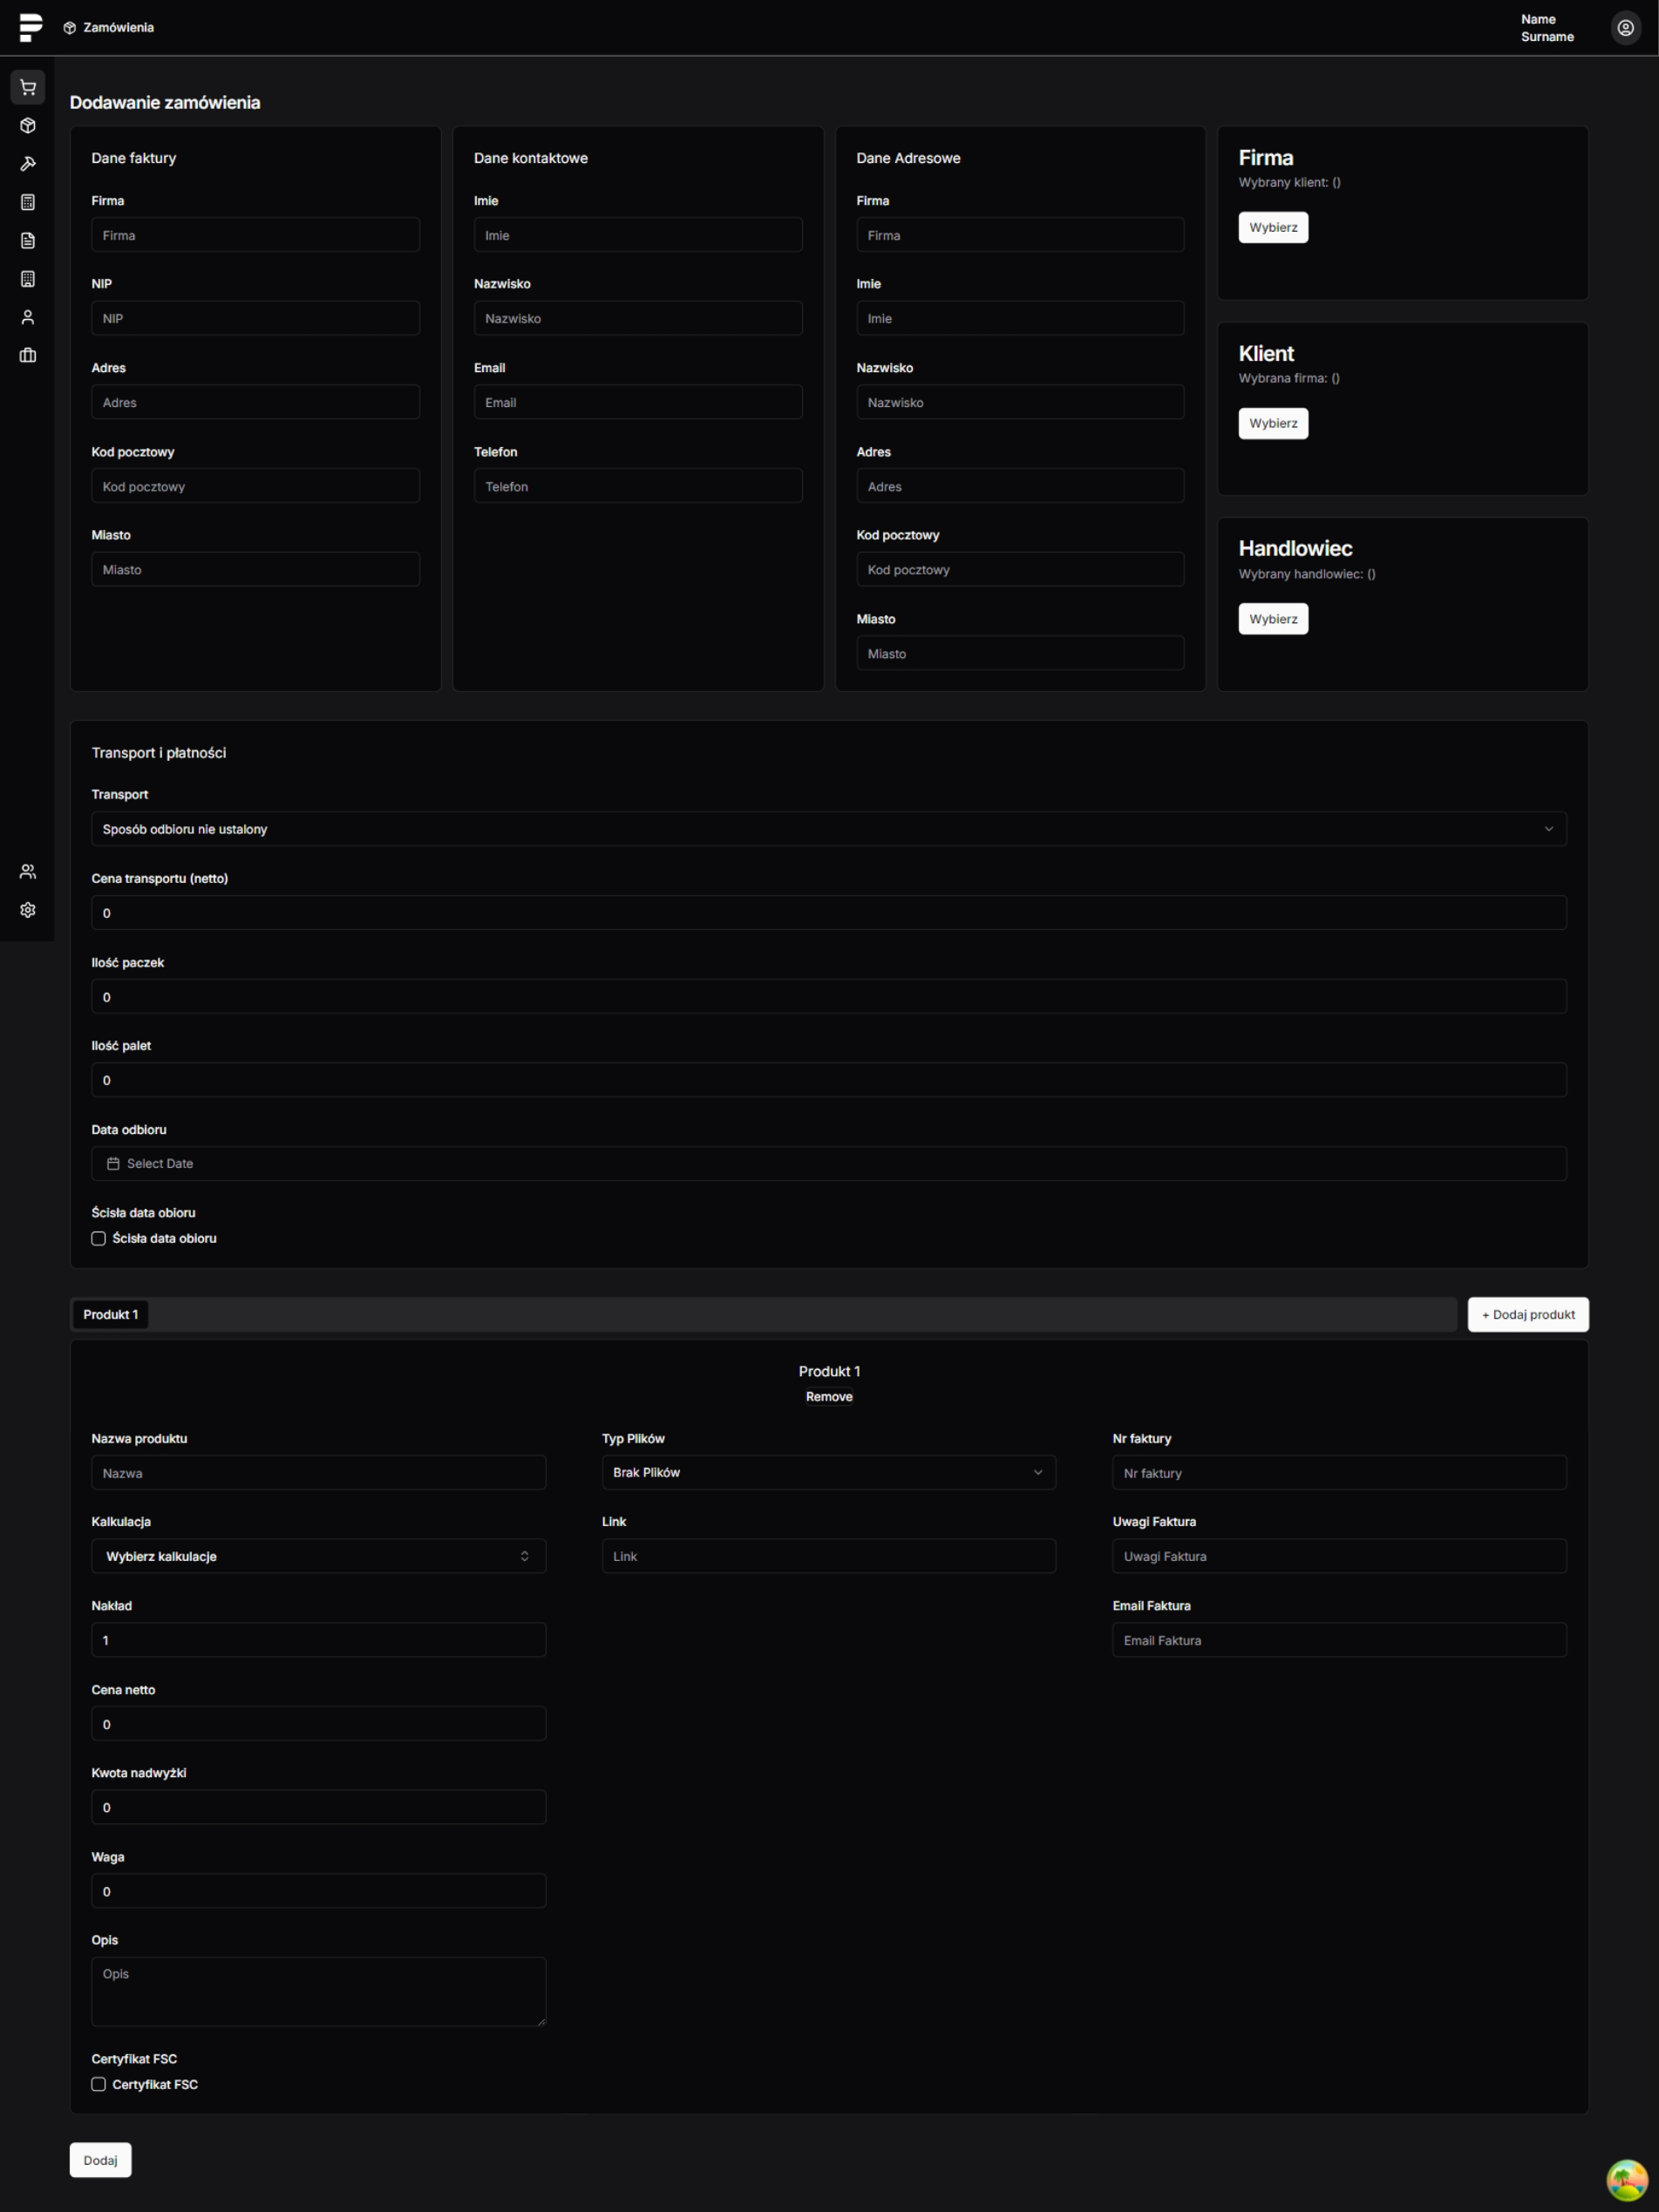 Zamówienia
Name
Surname
Dodawanie zamówienia
Dane faktury
Firma
Firma
NIP
NIP
Adres
Adres
Kod pocztowy
Kod pocztowy
Miasto
Miasto
Dane kontaktowe
Imie
Imie
Nazwisko
Nazwisko
Email
Email
Telefon
Telefon
Dane Adresowe
Firma
Firma
Imie
Imie
Nazwisko
Nazwisko
Adres
Adres
Kod pocztowy
Kod pocztowy
Miasto
Miasto
Firma
Wybrany klient: ()
Wybierz
Klient
Wybrana firma: ()
Wybierz
Handlowiec
Wybrany handlowiec: ()
Wybierz
Transport i płatności
Transport
Sposób odbioru nie ustalony
Cena transportu (netto)
0
Ilość paczek
0
Ilość palet
0
Data odbioru
Select Date
Ścisła data obioru
Ścisła data obioru
Produkt 1
+ Dodaj produkt
Produkt 1
Remove
Nazwa produktu
Nazwa
Kalkulacja
Wybierz kalkulacje
Nakład
1
Cena netto
0
Kwota nadwyżki
0
Waga
0
Opis
Opis
Certyfikat FSC
Certyfikat FSC
Typ Plików
Brak Plików
Link
Link
Nr faktury
Nr faktury
Uwagi Faktura
Uwagi Faktura
Email Faktura
Email Faktura
Dodaj